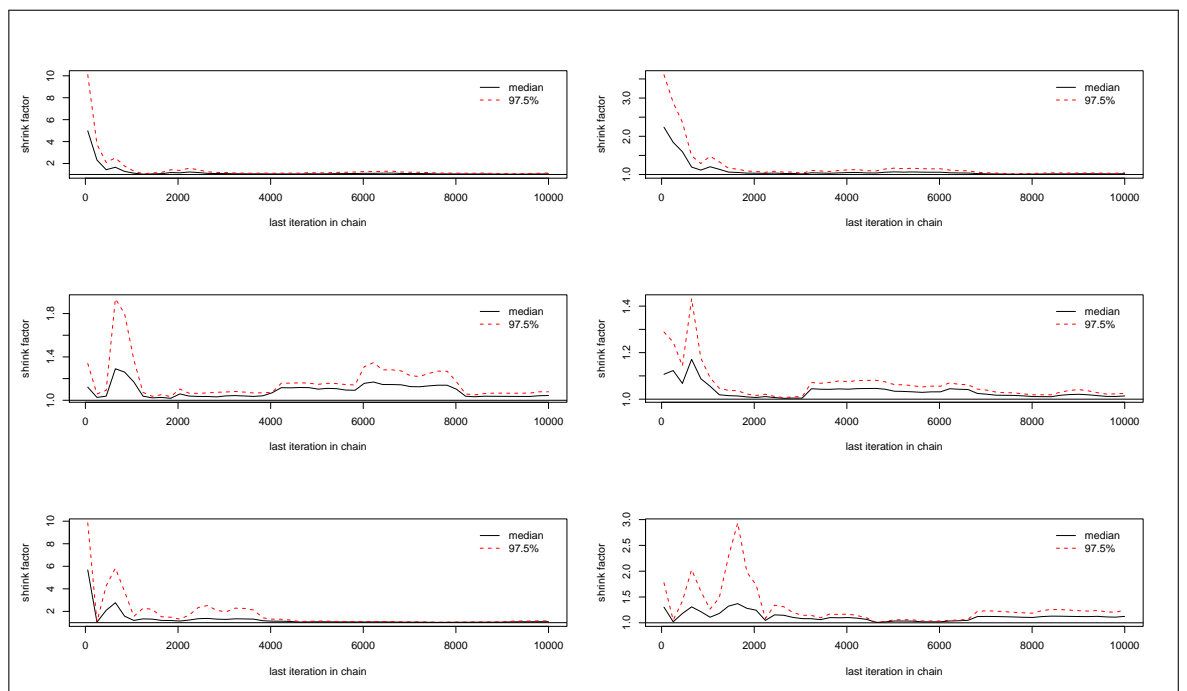 shrink factor
2 4 6 8 10
median
97.5%
0 2000 4000 6000 8000 10000
last iteration in chain
shrink factor
1.0 2.0 3.0
median
97.5%
0 2000 4000 6000 8000 10000
last iteration in chain
shrink factor
1.0 1.4 1.8
median
97.5%
0 2000 4000 6000 8000 10000
last iteration in chain
shrink factor
1.0 1.2 1.4
median
97.5%
0 2000 4000 6000 8000 10000
last iteration in chain
shrink factor
2 4 6 8 10
median
97.5%
0 2000 4000 6000 8000 10000
last iteration in chain
shrink factor
1.0 1.5 2.0 2.5 3.0
median
97.5%
0 2000 4000 6000 8000 10000
last iteration in chain